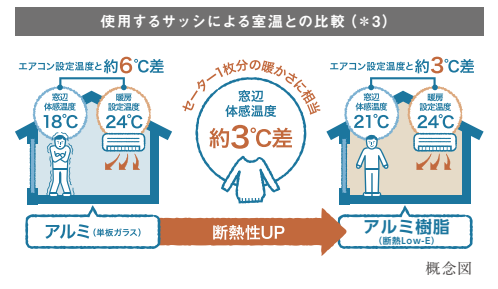 使用するサッシによる室温との比較(＊3)
エアコン設定温度と約6℃差
窓辺
体感温度
18℃
暖房
設定温度
24℃
アルミ(単板ガラス)
セーター1枚分の暖かさに相当
窓辺
体感温度
約3℃差
断熱性UP
エアコン設定温度と約3℃差
窓辺
体感温度
21℃
暖房
設定温度
24℃
アルミ樹脂
(断熱Low-E)
概念図